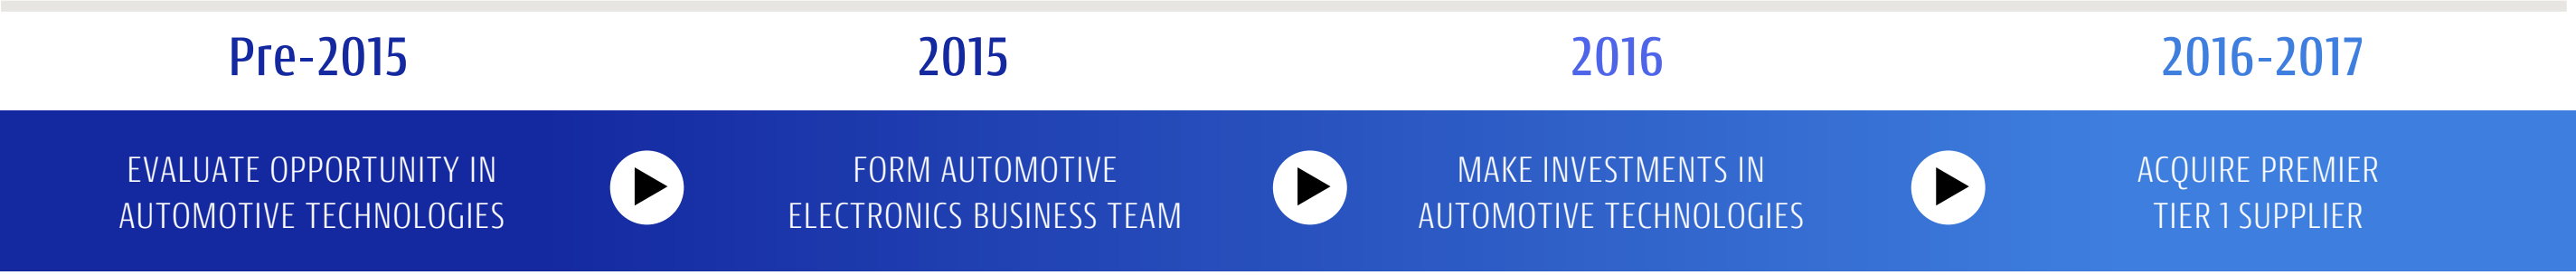 Pre-2015
2015
2016
2016-2017
EVALUATE OPPORTUNITY IN
AUTOMOTIVE TECHNOLOGIES
FORM AUTOMOTIVE
ELECTRONICS BUSINESS TEAM
MAKE INVESTMENTS IN
AUTOMOTIVE TECHNOLOGIES
ACQUIRE PREMIER
TIER 1 SUPPLIER